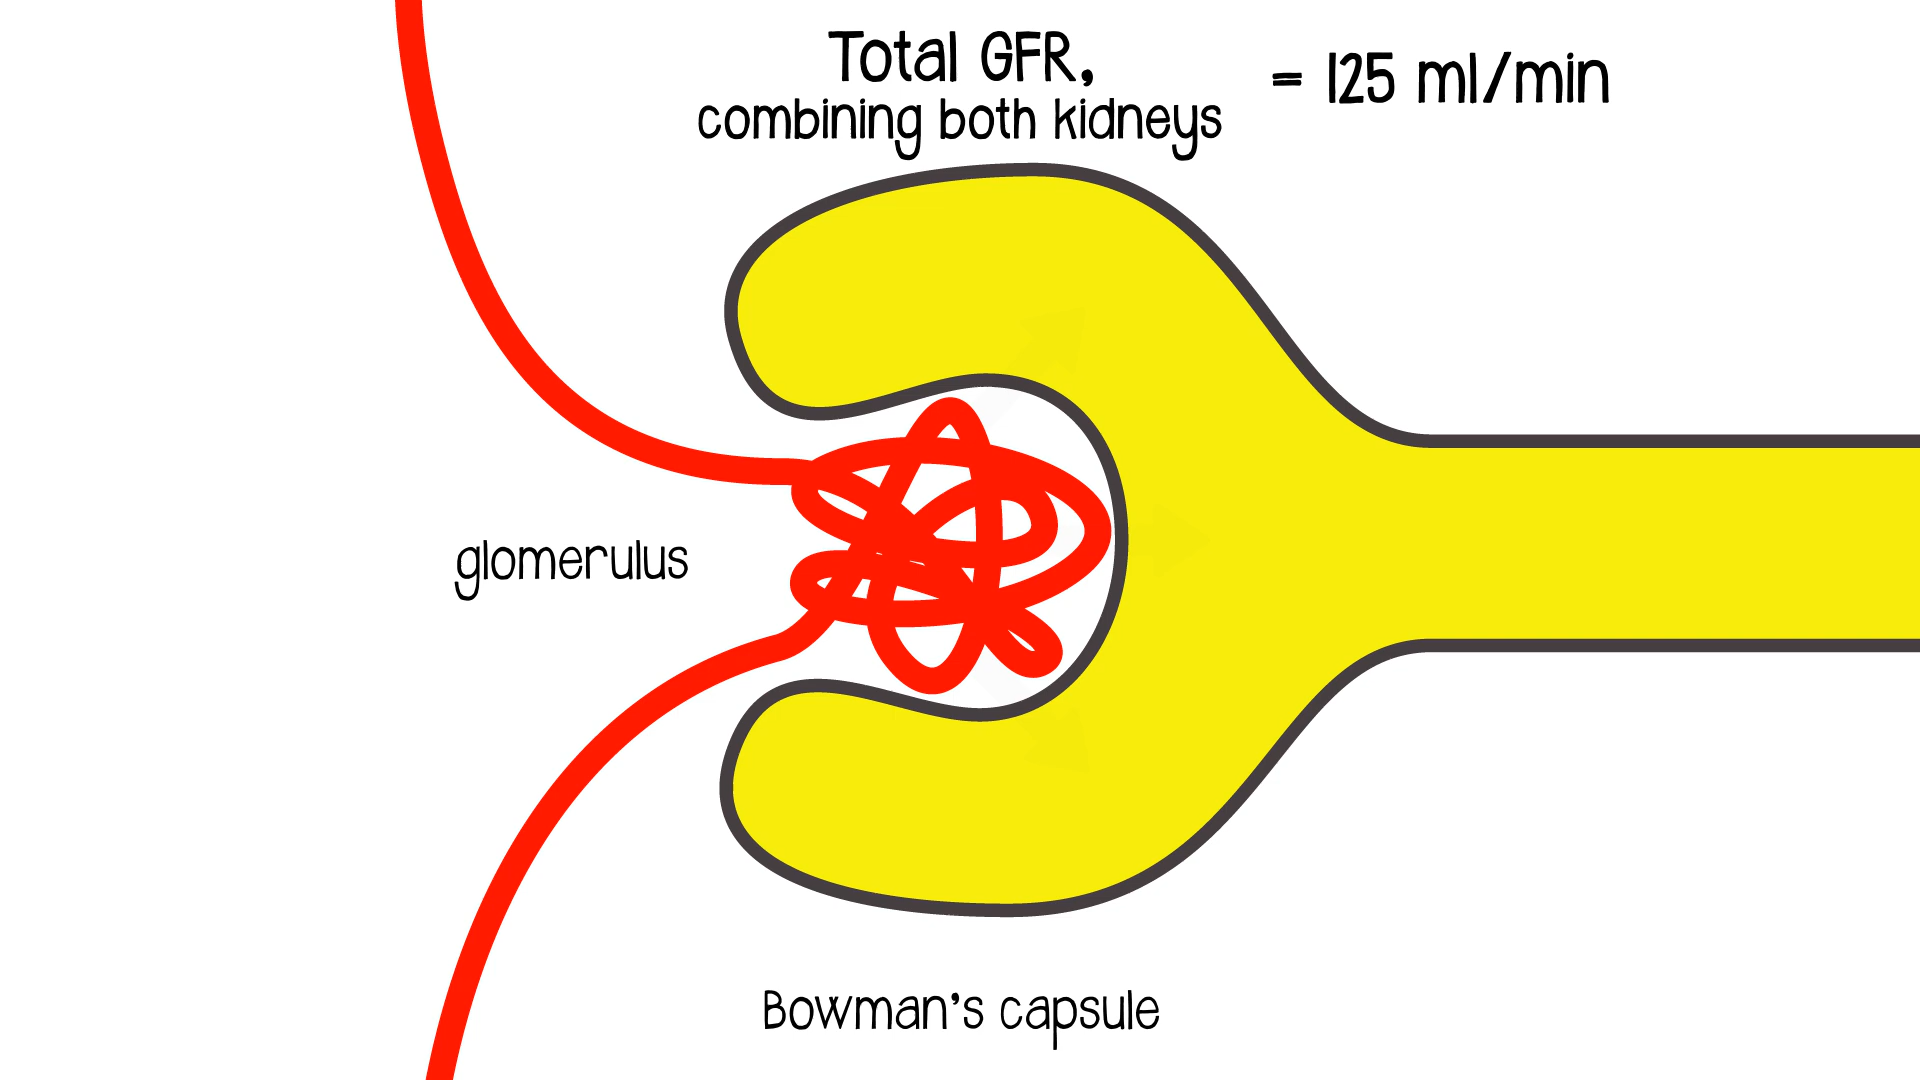 Total GFR,
combining both kidneys
= 125 ml/min
glomerulus
Bowman's capsule